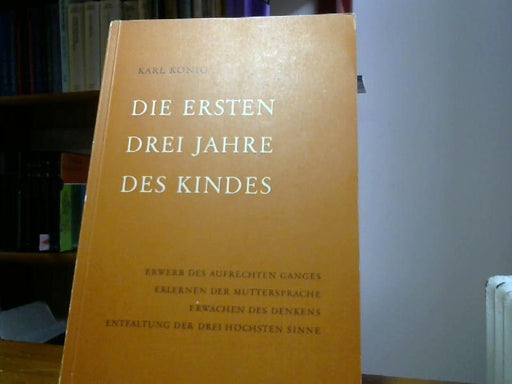 KARL KÖNIG
DIE ERSTEN
DREI JAHRE
DES KINDES
ERWERB DES AUFRECHTEN GANGES
ERLERNEN DER MUTTERSPRACHE
ERWACHEN DES DENKENS
ENTFALTUNG DER DREI HÖCHSTEN SINNE